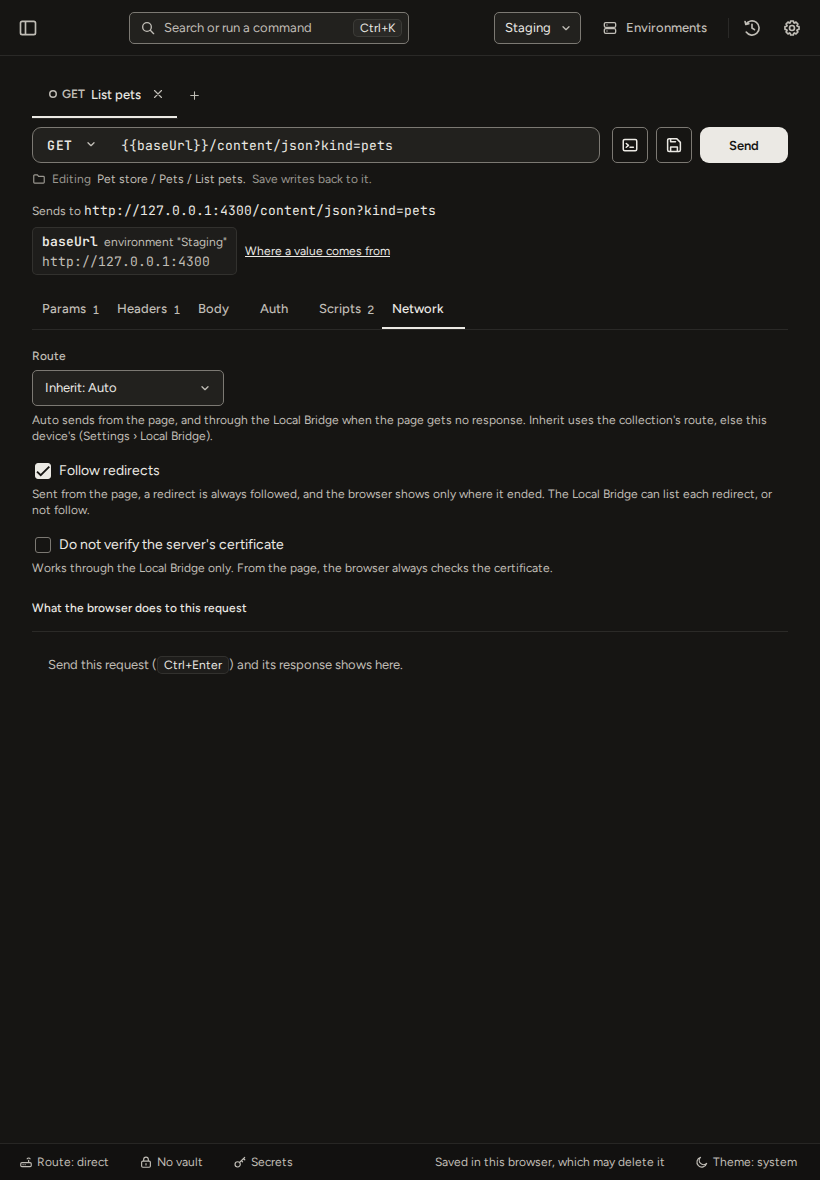 Search or run a command Ctrl+K Staging Environments
GET List pets
GET {{baseUrl}}/content/json?kind=pets Send
Editing Pet store / Pets / List pets. Save writes back to it.
Sends to http://127.0.0.1:4300/content/json?kind=pets
baseUrl environment "Staging"
http://127.0.0.1:4300
Where a value comes from
Params 1 Headers 1 Body Auth Scripts 2 Network
Route
Inherit: Auto
Auto sends from the page, and through the Local Bridge when the page gets no response. Inherit uses the collection's route, else this
device's (Settings › Local Bridge).
Follow redirects
Sent from the page, a redirect is always followed, and the browser shows only where it ended. The Local Bridge can list each redirect, or
not follow.
Do not verify the server's certificate
Works through the Local Bridge only. From the page, the browser always checks the certificate.
What the browser does to this request
Send this request (Ctrl+Enter) and its response shows here.
Route: direct No vault Secrets Saved in this browser, which may delete it Theme: system